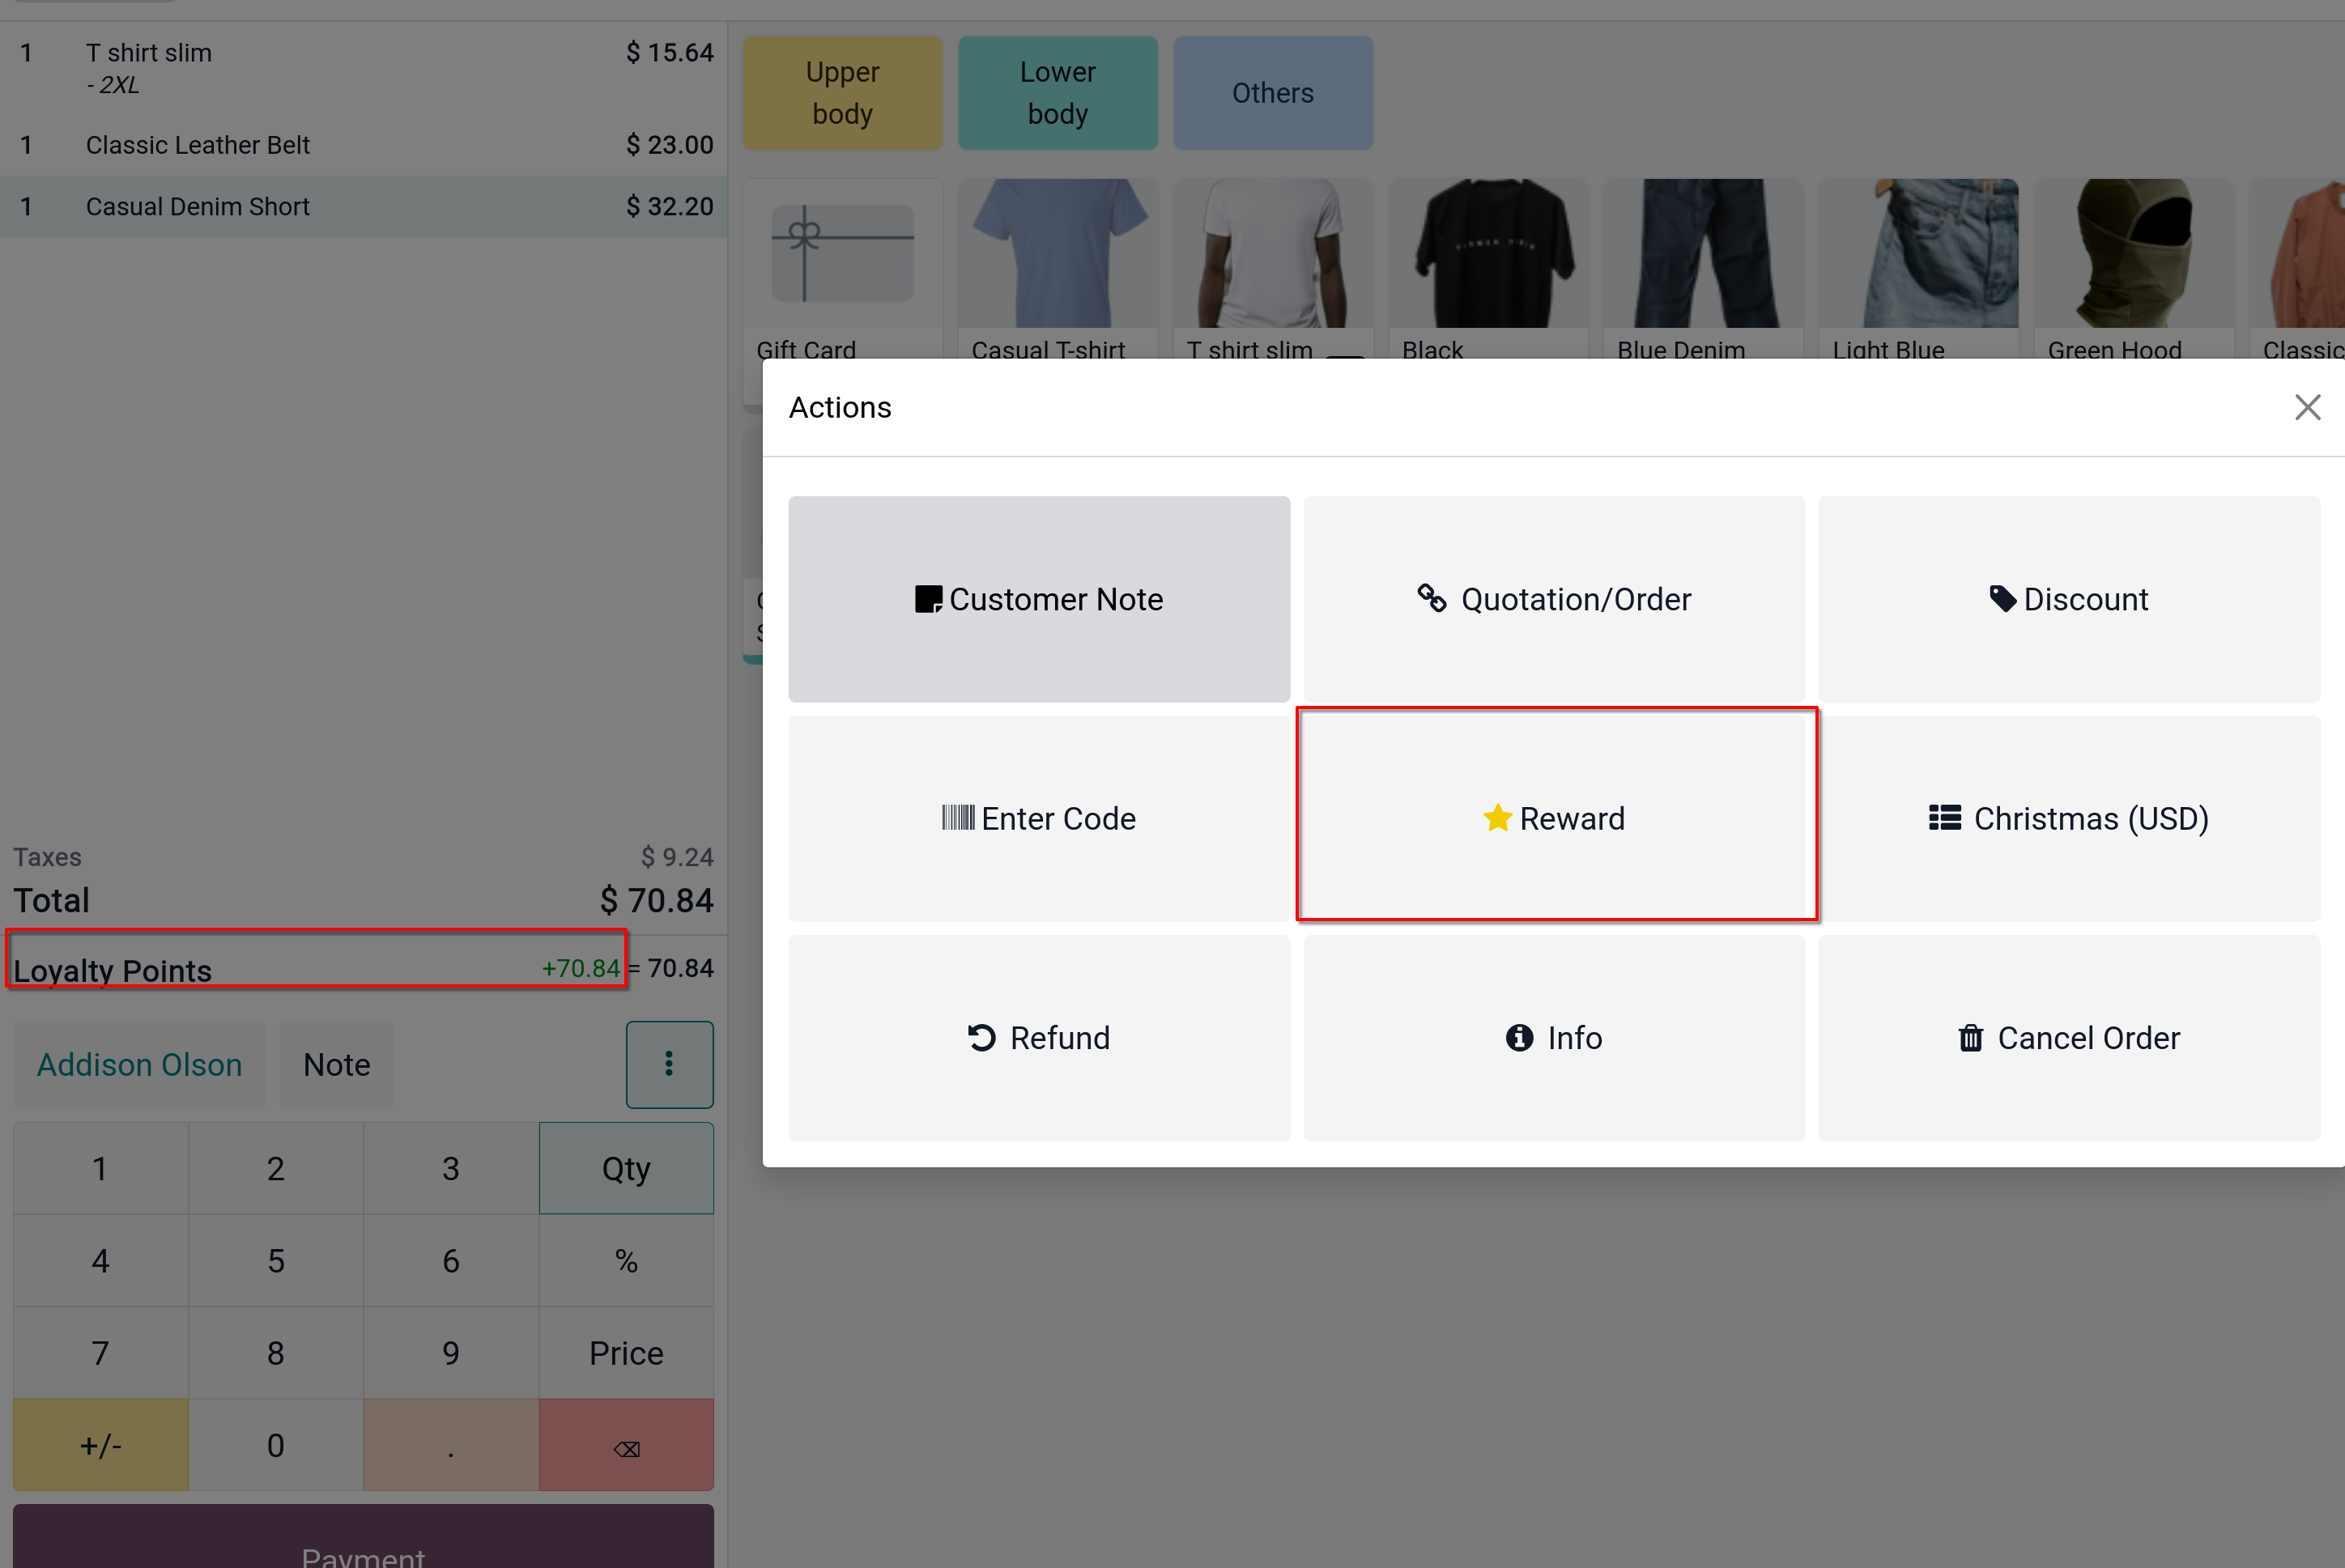 1 T shirt slim $ 15.64
- 2XL
1 Classic Leather Belt $ 23.00
1 Casual Denim Short $ 32.20
Taxes $ 9.24
Total $ 70.84
Loyalty Points +70.84 = 70.84
Addison Olson Note
1 2 3 Qty
4 5 6 %
7 8 9 Price
+/- 0 . ⌫
Payment
Upper body
Lower body
Others
Gift Card
Casual T-shirt
T shirt slim
Black
Blue Denim
Light Blue
Green Hood
Classic
Actions
Customer Note
Quotation/Order
Discount
Enter Code
Reward
Christmas (USD)
Refund
Info
Cancel Order